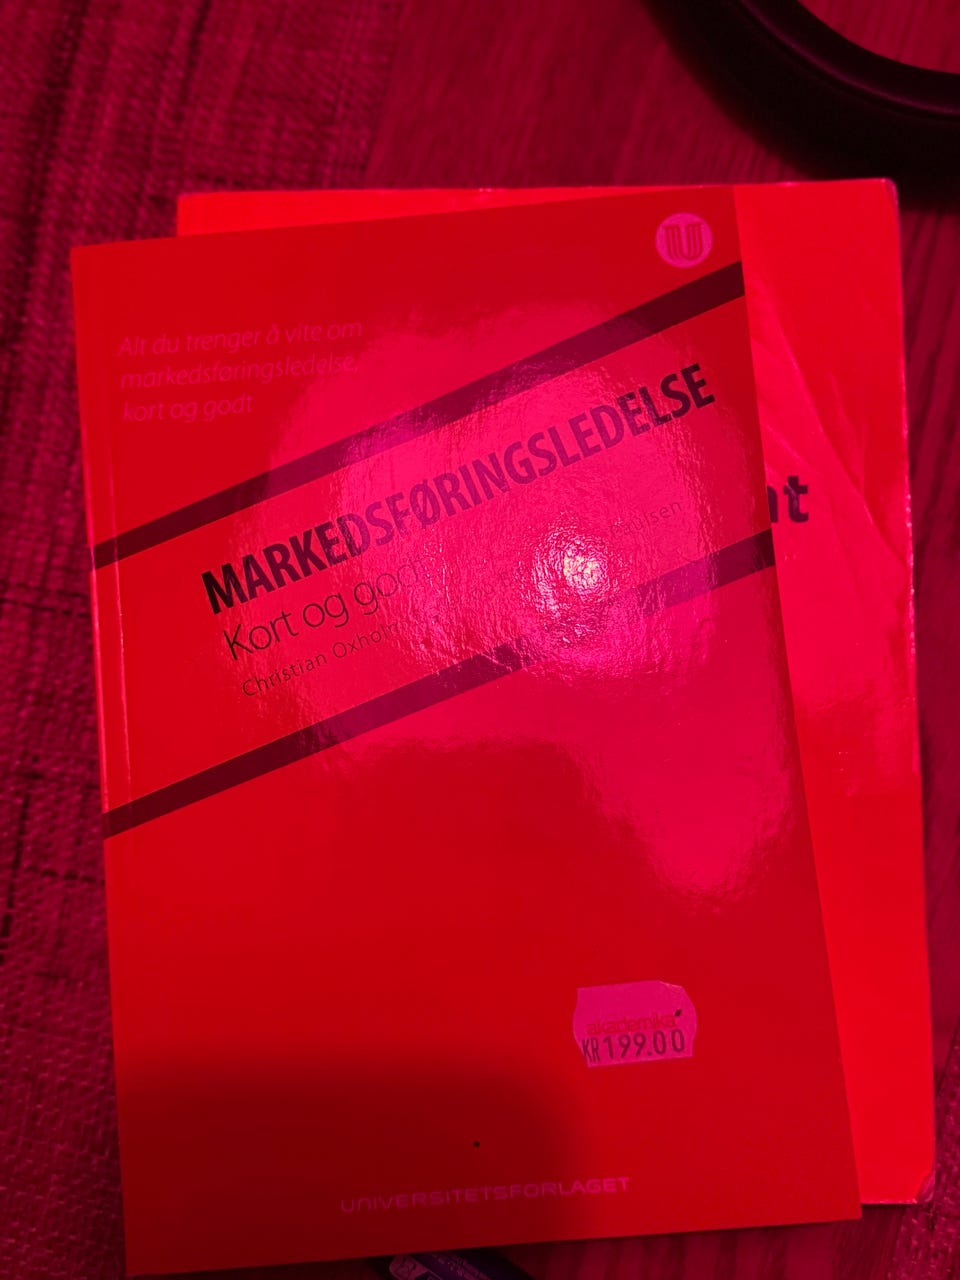 Alt du trenger å vite om
markedsføringsledelse,
kort og godt
MARKEDSFØRINGSLEDELSE
Kort og godt
Christian Oxholm
akademika
KR 199.00
UNIVERSITETSFORLAGET